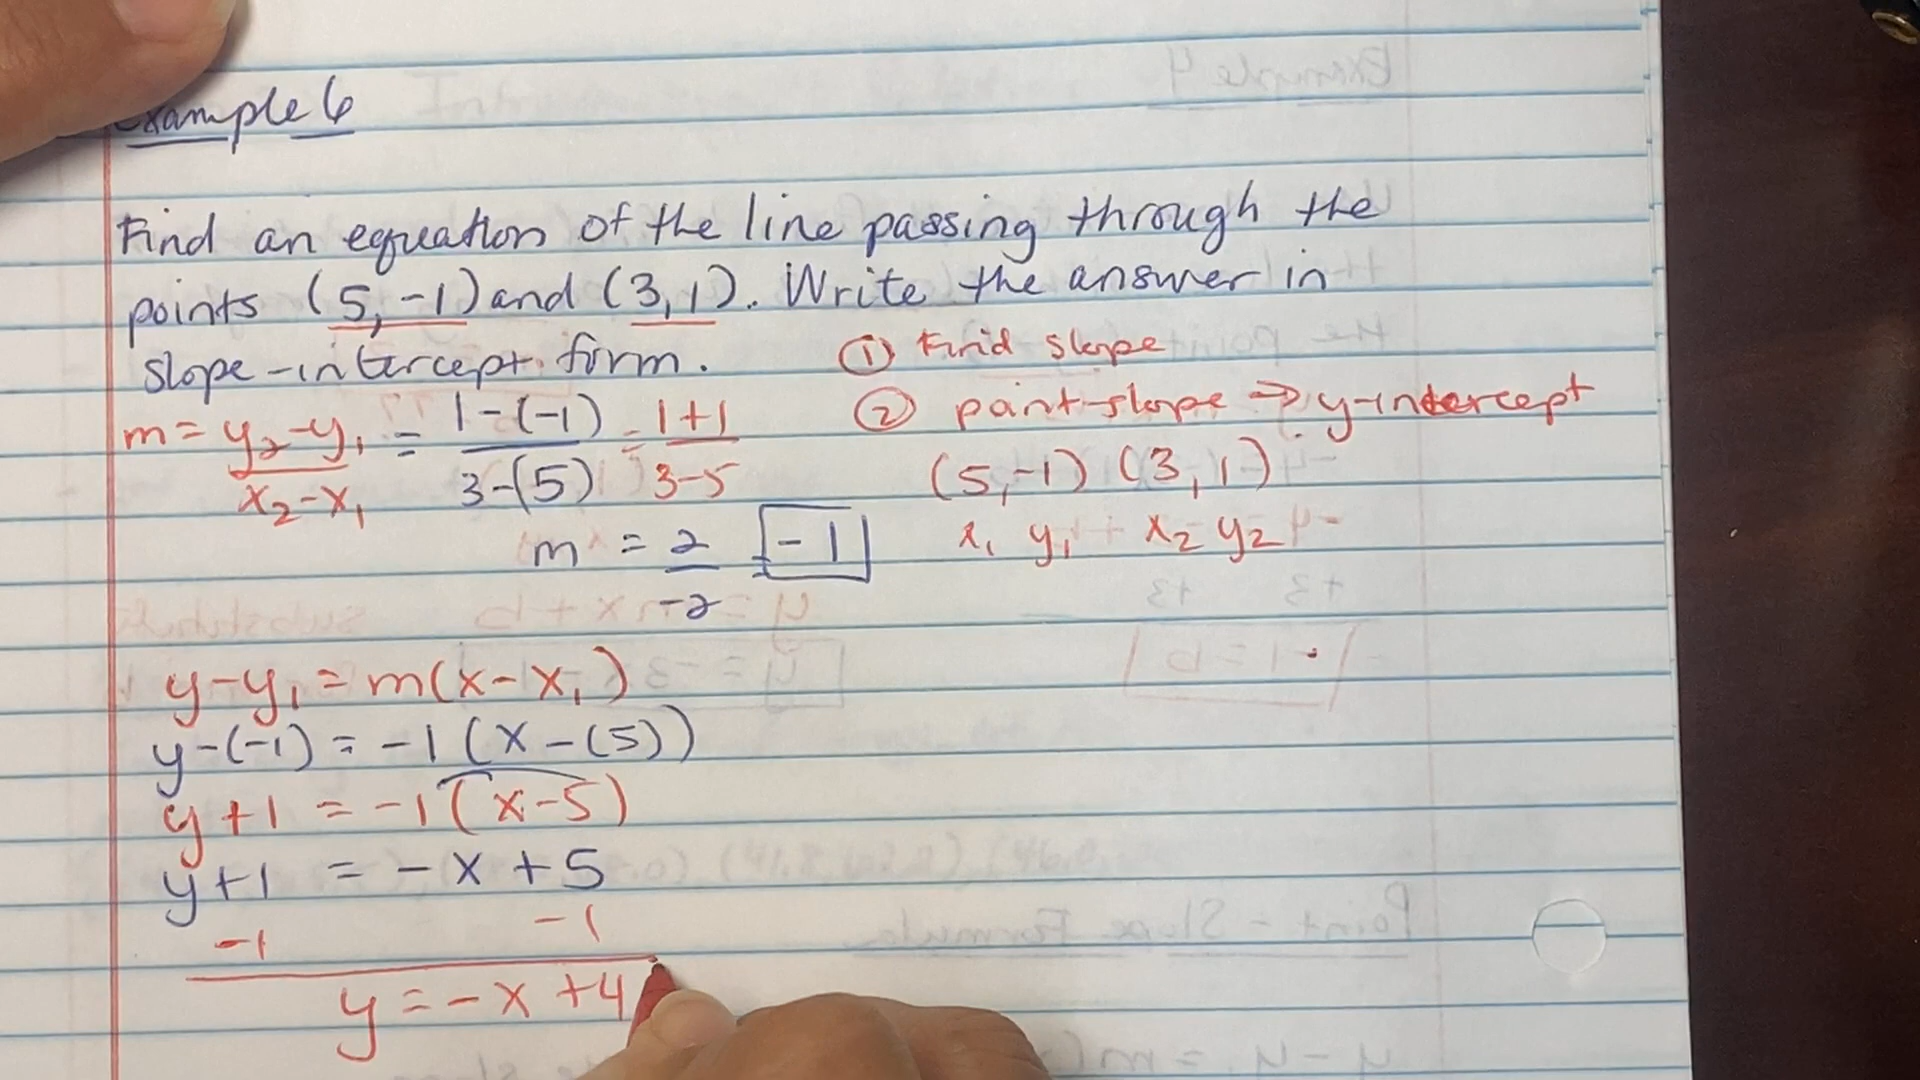 Example 6
Find an equation of the line passing through the
points (5, -1) and (3, 1). Write the answer in
slope-intercept form.
① Find slope
② point-slope → y-intercept
m = y₂-y₁/x₂-x₁ = 1-(-1)/3-(5) = 1+1/3-5
(5, -1) (3, 1)
x₁ y₁ x₂ y₂
m = 2/-2 = -1
y-y₁ = m(x-x₁)
y-(-1) = -1(x-(5))
y+1 = -1(x-5)
y+1 = -x+5
-1 -1
y = -x+4